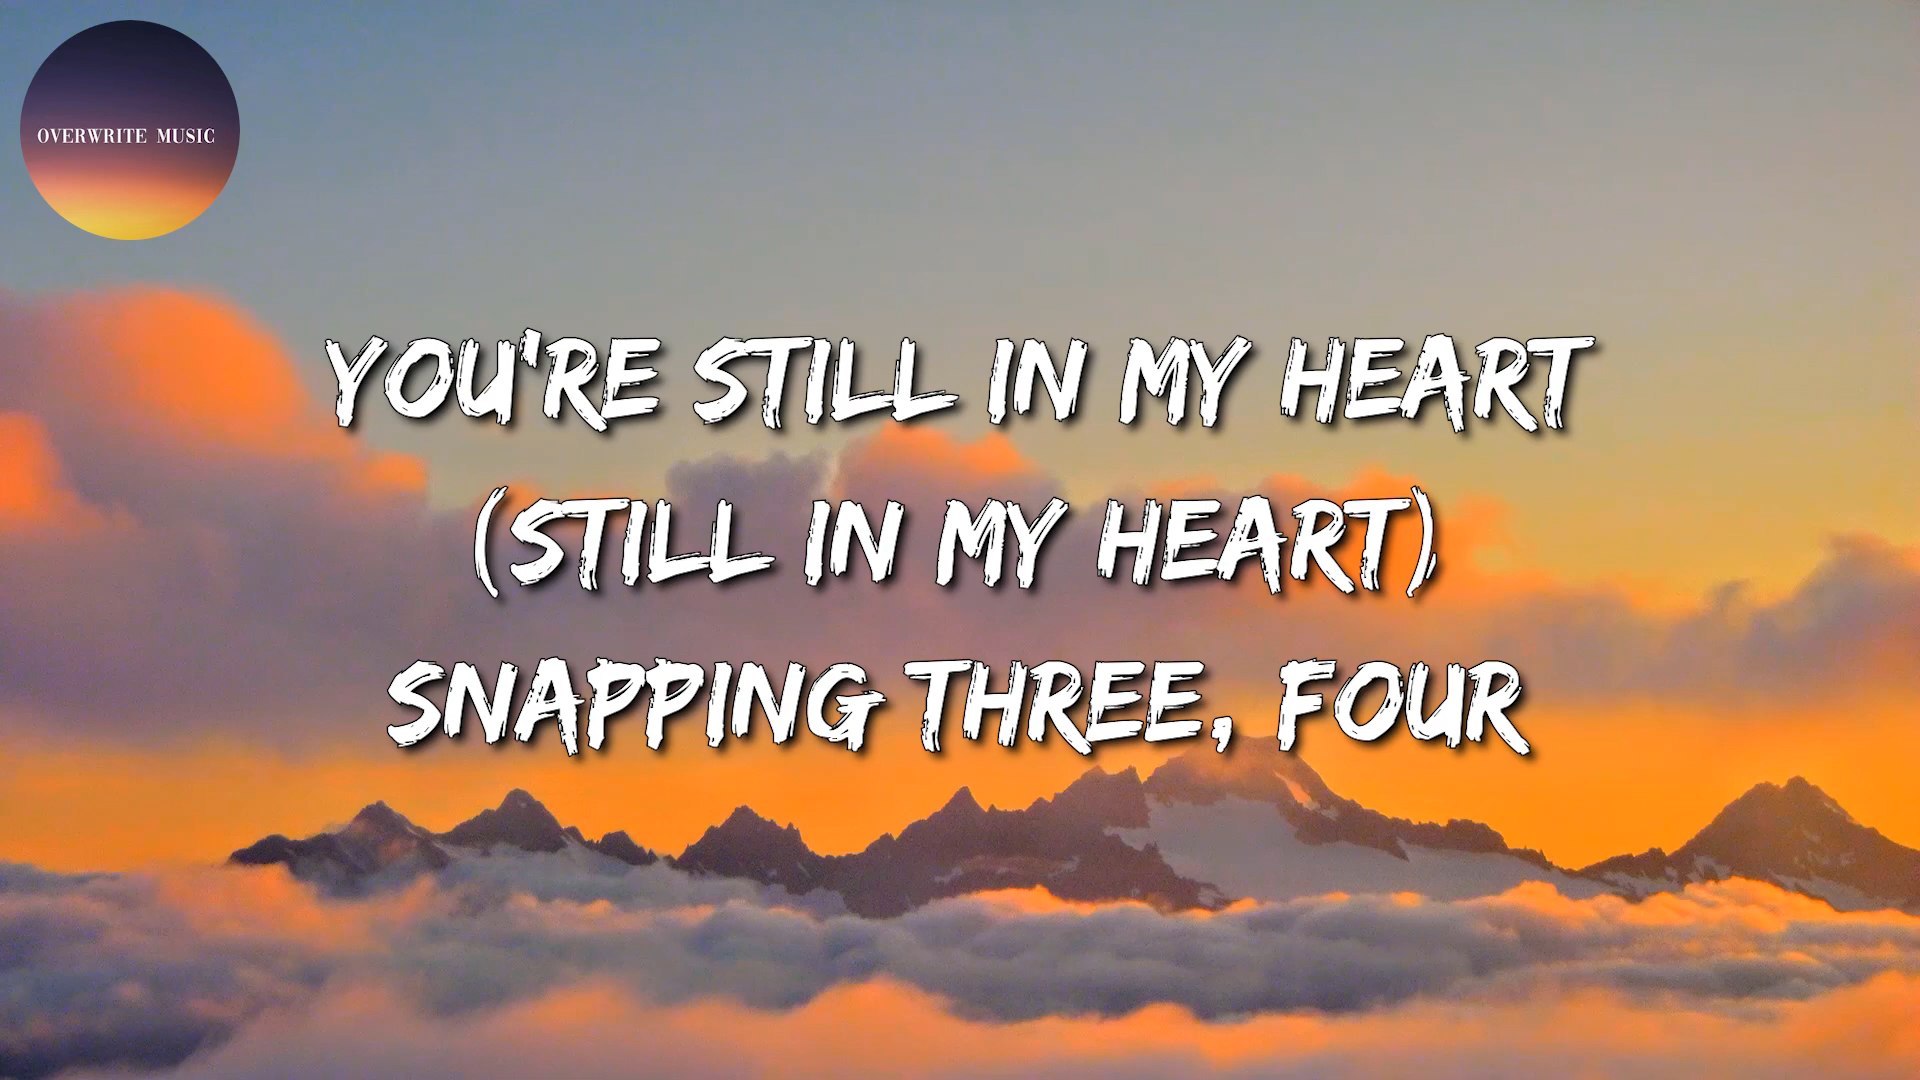 OVERWRITE MUSIC
YOU'RE STILL IN MY HEART
(STILL IN MY HEART)
SNAPPING THREE, FOUR